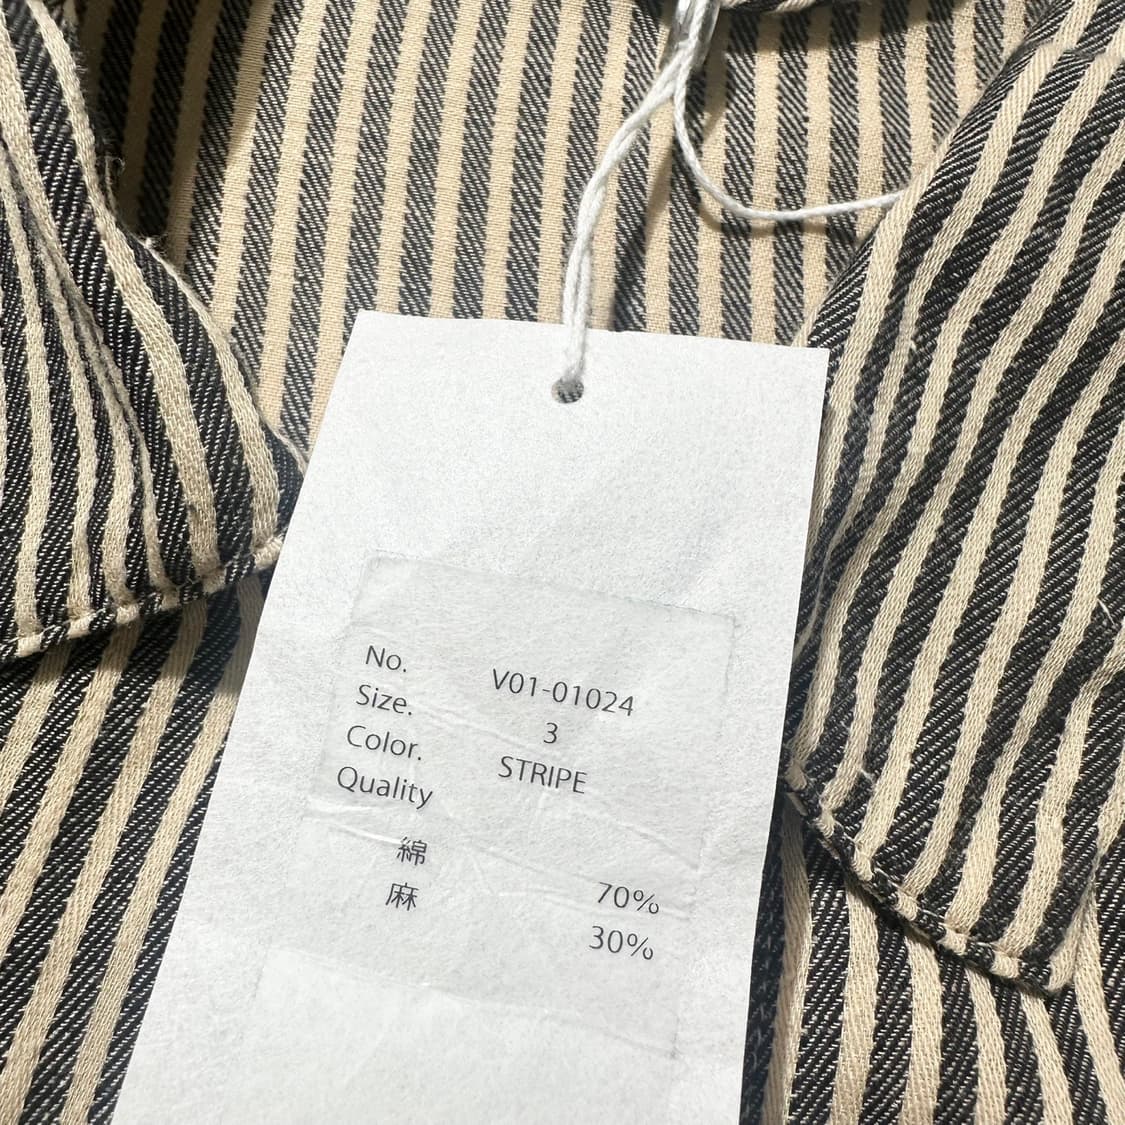 No. V01-01024
Size. 3
Color. STRIPE
Quality
綿 70%
麻 30%